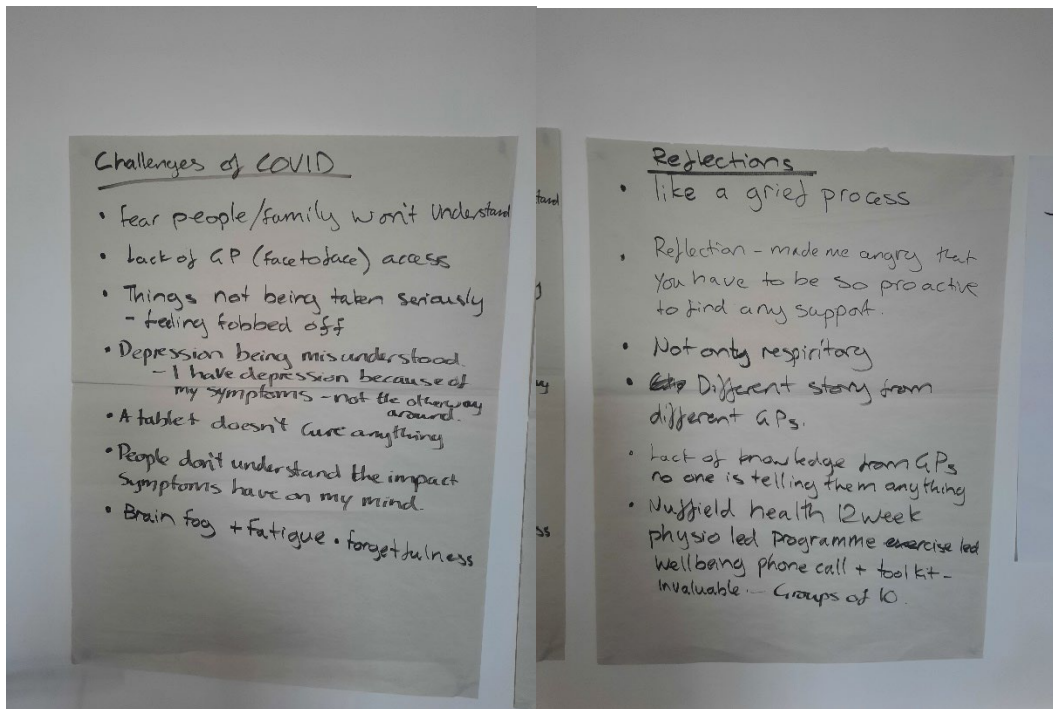 Challenges of COVID
• fear people/family won't understand
• Lack of GP (face to face) access
• Things not being taken seriously
- feeling fobbed off
• Depression being misunderstood.
- I have depression because of
my symptoms - not the other way
around.
• A tablet doesn't cure anything
• People don't understand the impact
symptoms have on my mind.
• Brain fog + fatigue • forgetfulness
Reflections
• like a grief process
• Reflection - made me angry that
you have to be so proactive
to find any support.
• Not only respiritory
• Different story from
different GPs.
• Lack of knowledge from GPs
no one is telling them anything
• Nuffield health 12 week
physio led programme exercise led
wellbeing phone call + toolkit -
invaluable - Groups of 10.